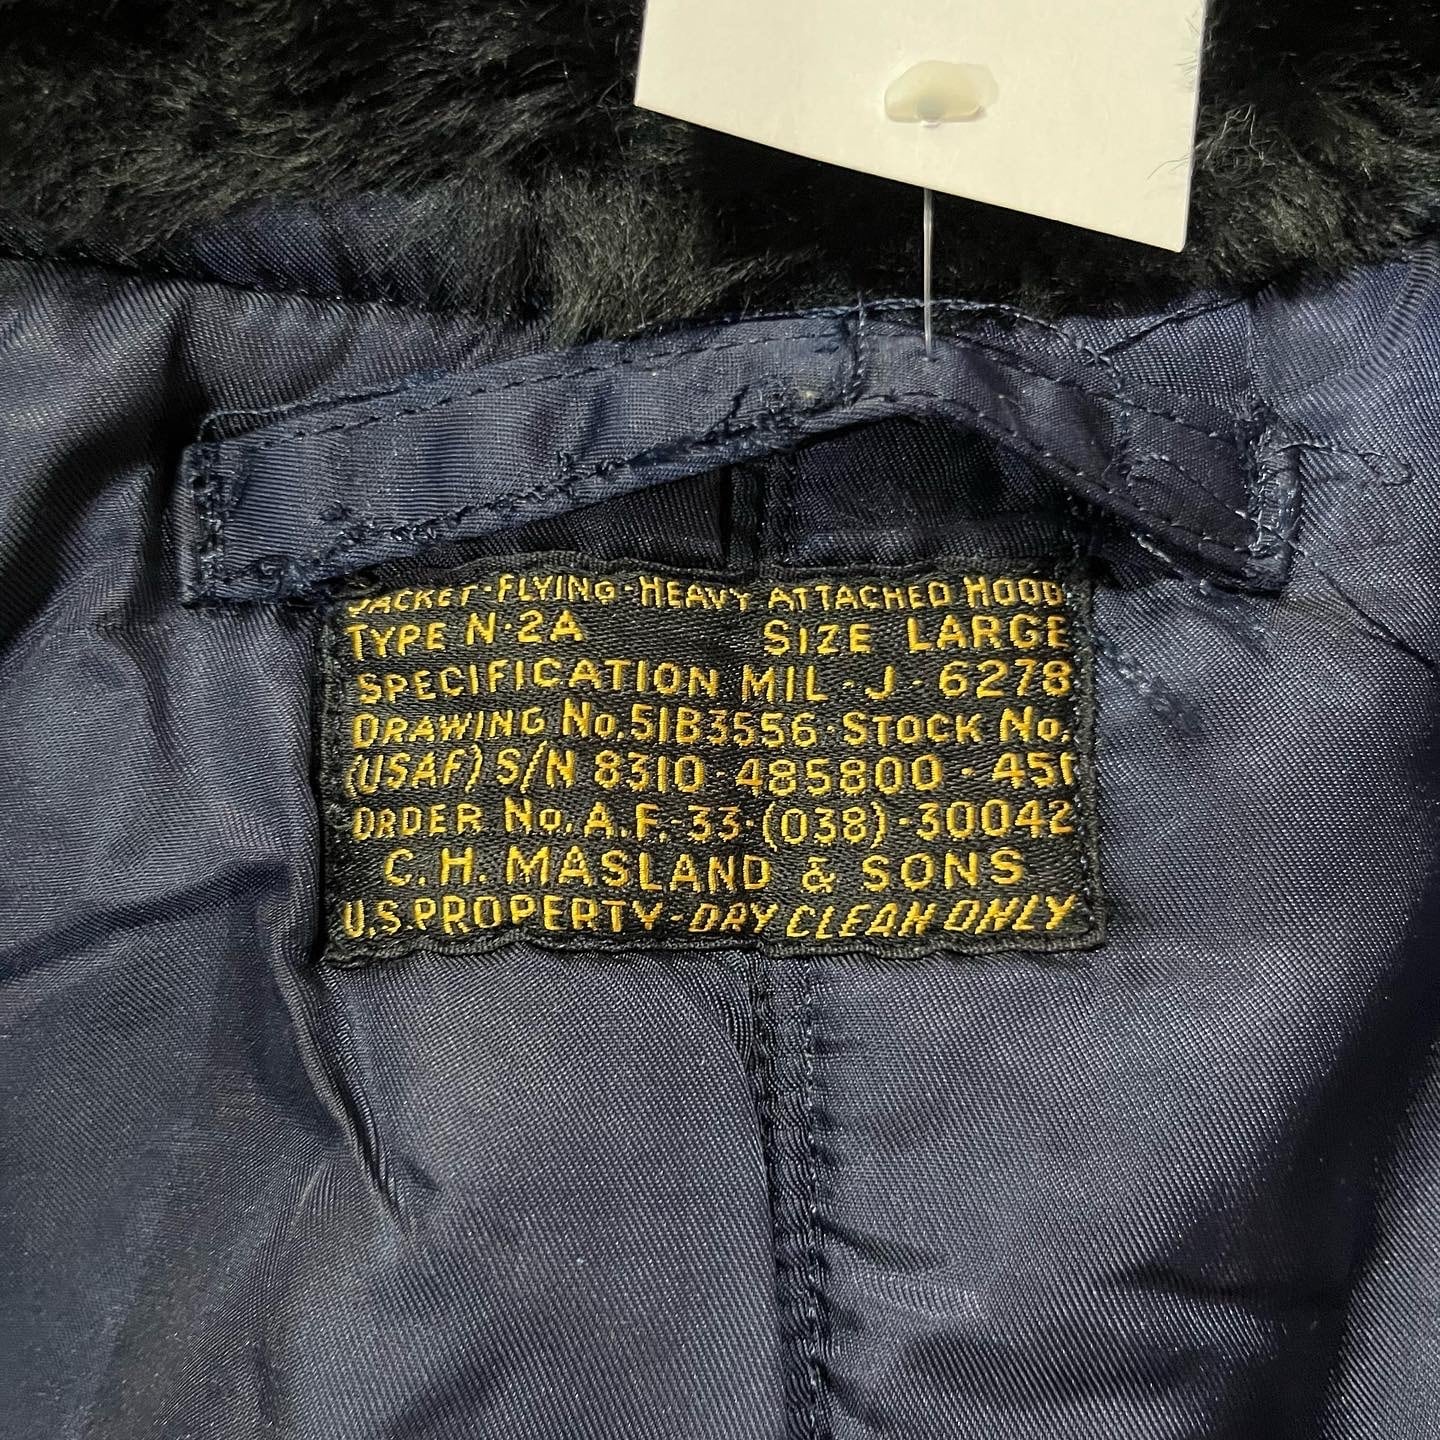 JACKET-FLYING-HEAVY ATTACHED HOOD
TYPE N-2A SIZE LARGE
SPECIFICATION MIL-J-6278
DRAWING No. 51B3556-STOCK No.
(USAF) S/N 8310-485800-451
ORDER No. A.F.-33-(038)-30042
C. H. MASLAND & SONS
U.S. PROPERTY-DRY CLEAN ONLY